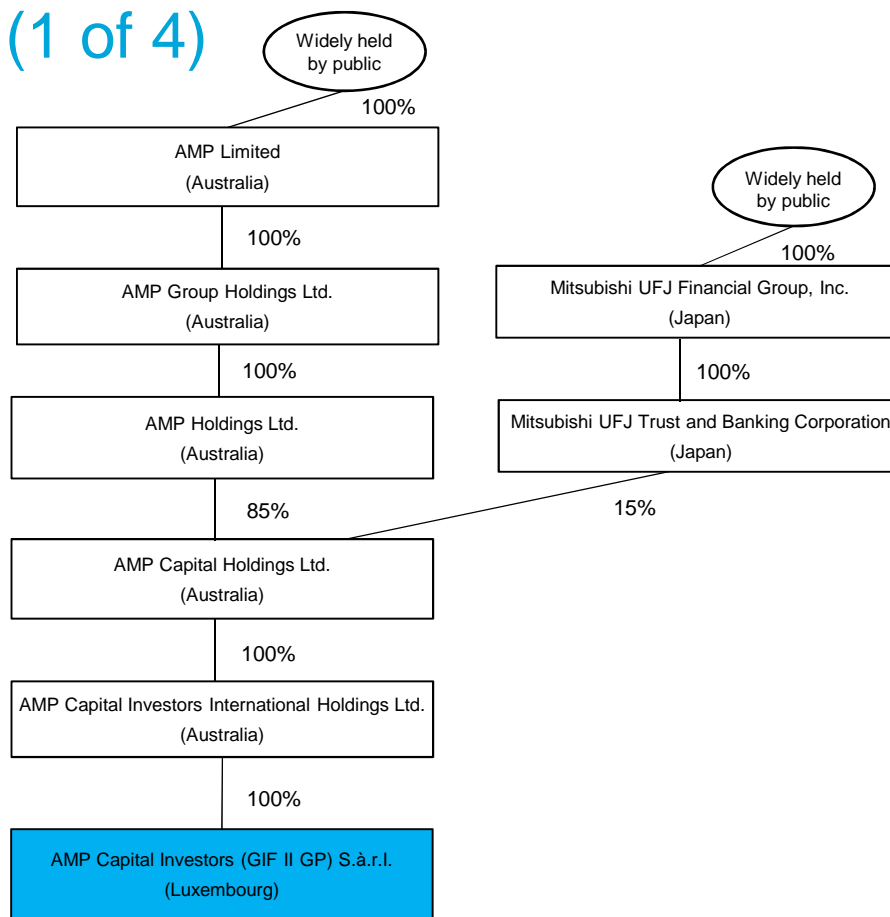 (1 of 4)
Widely held
by public
100%
AMP Limited
(Australia)
100%
AMP Group Holdings Ltd.
(Australia)
100%
AMP Holdings Ltd.
(Australia)
85%
Widely held
by public
100%
Mitsubishi UFJ Financial Group, Inc.
(Japan)
100%
Mitsubishi UFJ Trust and Banking Corporation
(Japan)
15%
AMP Capital Holdings Ltd.
(Australia)
100%
AMP Capital Investors International Holdings Ltd.
(Australia)
100%
AMP Capital Investors (GIF II GP) S.à.r.l.
(Luxembourg)